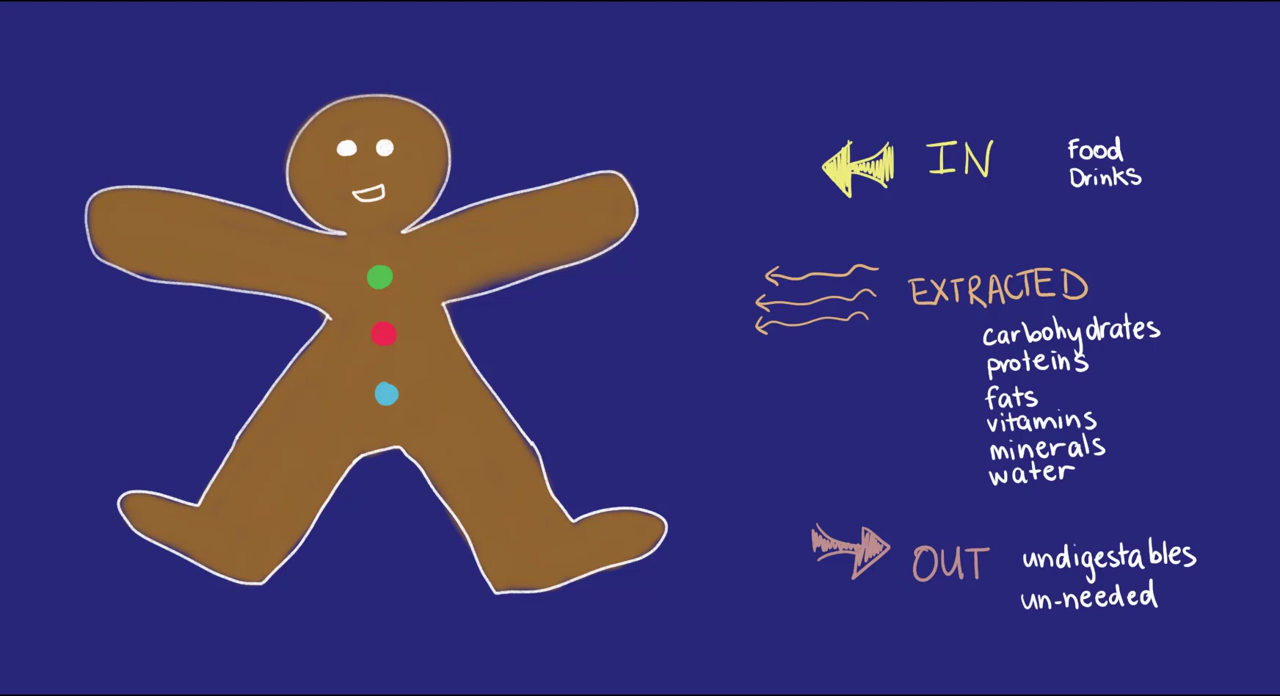 IN
Food
Drinks
EXTRACTED
carbohydrates
proteins
fats
vitamins
minerals
water
OUT
undigestables
un-needed